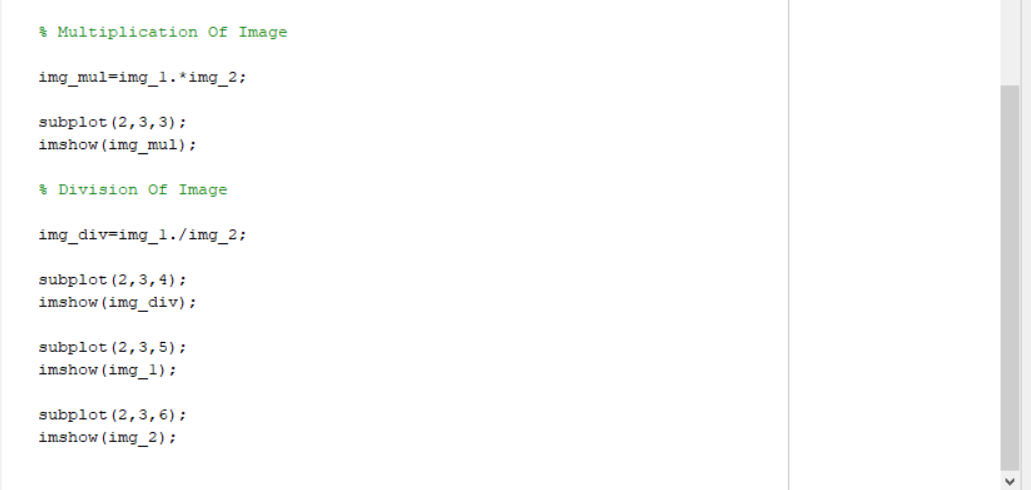 % Multiplication Of Image
img_mul=img_1.*img_2;
subplot(2,3,3);
imshow(img_mul);
% Division Of Image
img_div=img_1./img_2;
subplot(2,3,4);
imshow(img_div);
subplot(2,3,5);
imshow(img_1);
subplot(2,3,6);
imshow(img_2);